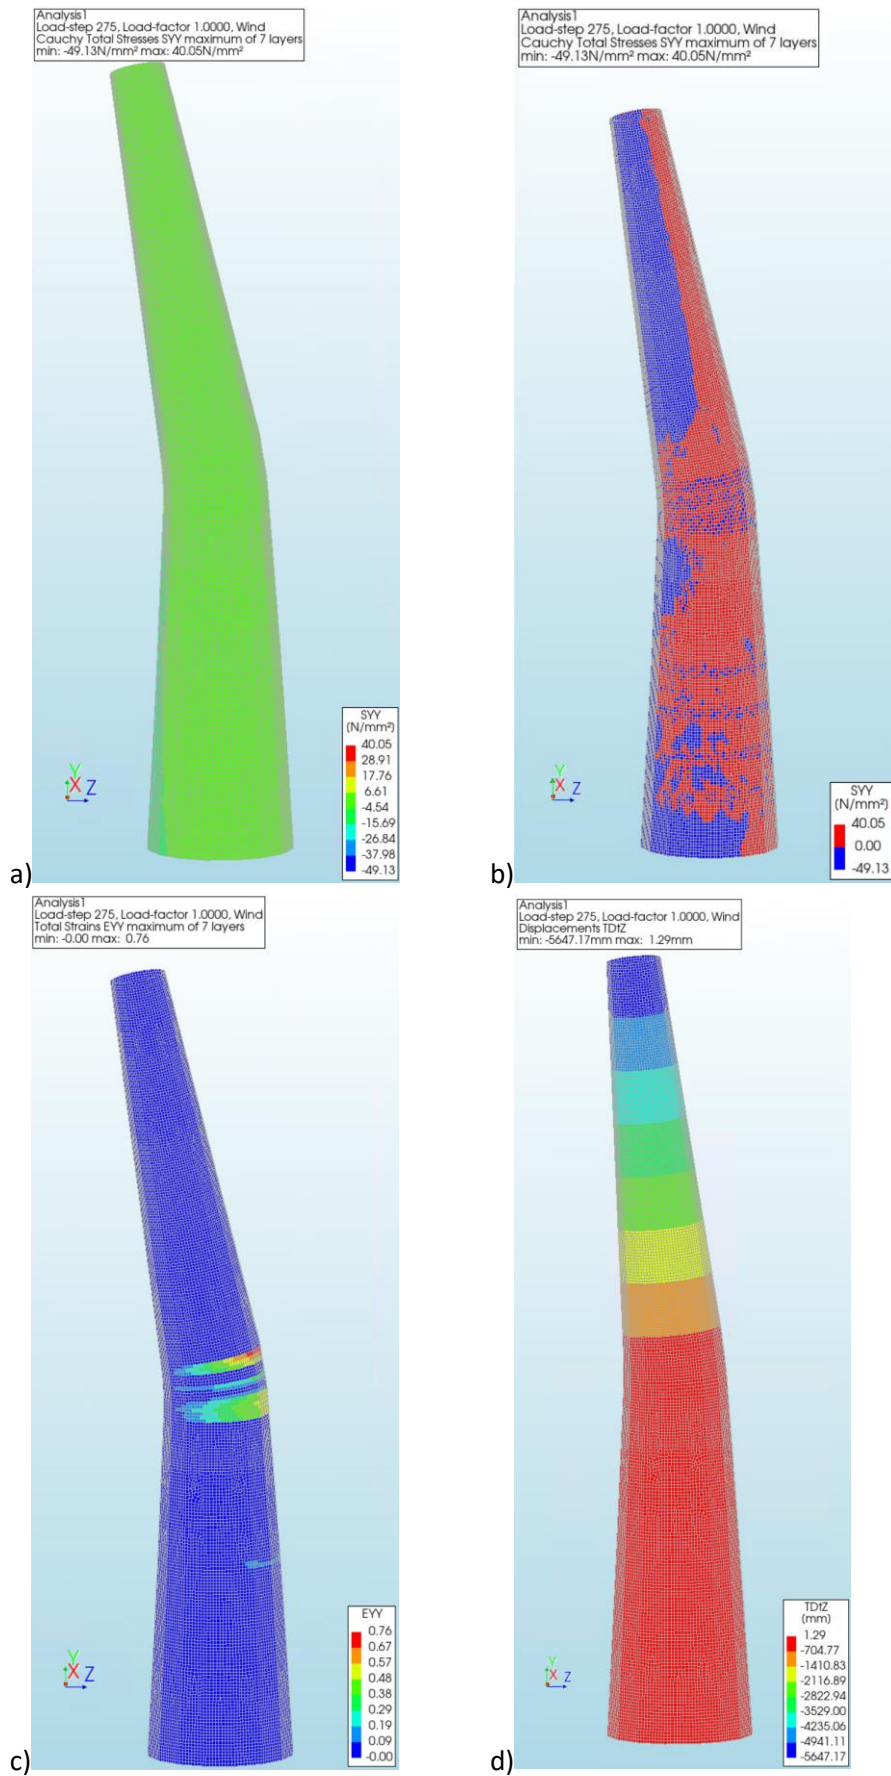 Analysis1
Load-step 275, Load-factor 1.0000, Wind
Cauchy Total Stresses SYY maximum of 7 layers
min: -49.13N/mm² max: 40.05N/mm²
SYY
(N/mm²)
40.05
28.91
17.76
6.61
-4.54
-15.69
-26.84
-37.98
-49.13
Y
X Z
a)
Analysis1
Load-step 275, Load-factor 1.0000, Wind
Cauchy Total Stresses SYY maximum of 7 layers
min: -49.13N/mm² max: 40.05N/mm²
Y
X Z
SYY
(N/mm²)
40.05
0.00
-49.13
b)
Analysis1
Load-step 275, Load-factor 1.0000, Wind
Total Strains EYY maximum of 7 layers
min: -0.00 max: 0.76
EYY
0.76
0.67
0.57
0.48
0.38
0.29
0.19
0.09
-0.00
Y
X Z
c)
Analysis1
Load-step 275, Load-factor 1.0000, Wind
Displacements TDtZ
min: -5647.17mm max: 1.29mm
TDtZ
(mm)
1.29
-704.77
-1410.83
-2116.89
-2822.94
-3529.00
-4235.06
-4941.11
-5647.17
Y
X Z
d)